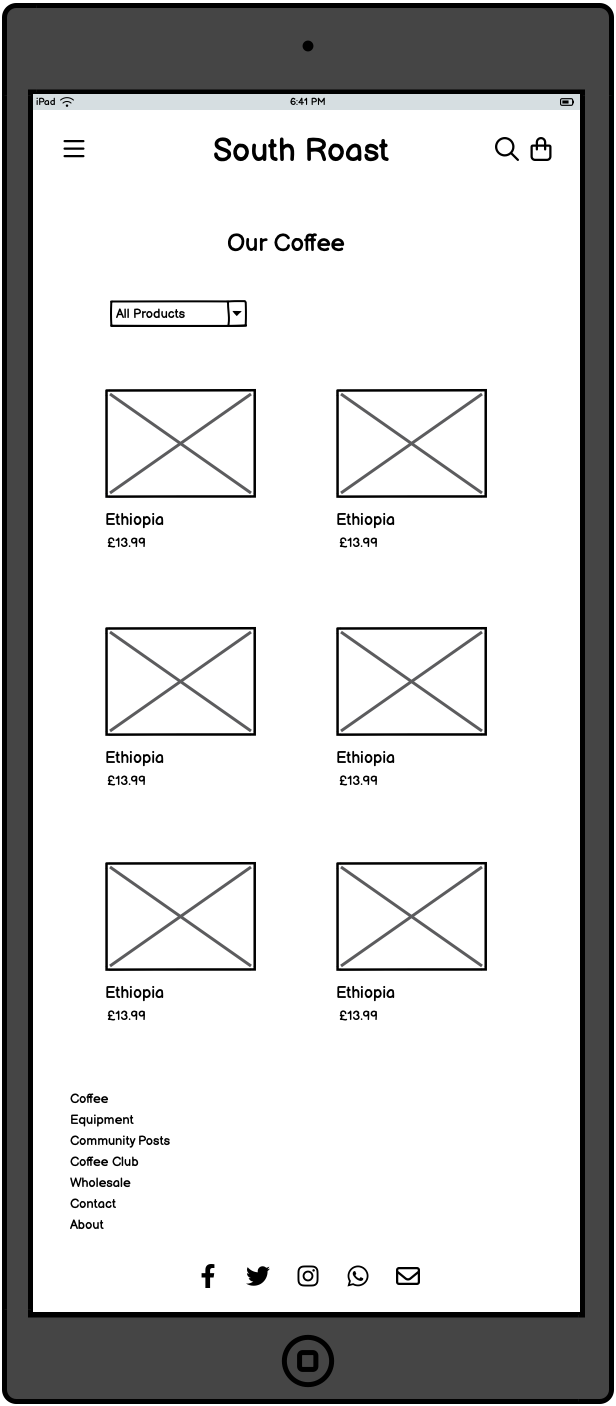 iPad 6:41 PM
South Roast
Our Coffee
All Products
Ethiopia Ethiopia
£13.99 £13.99
Ethiopia Ethiopia
£13.99 £13.99
Ethiopia Ethiopia
£13.99 £13.99
Coffee
Equipment
Community Posts
Coffee Club
Wholesale
Contact
About